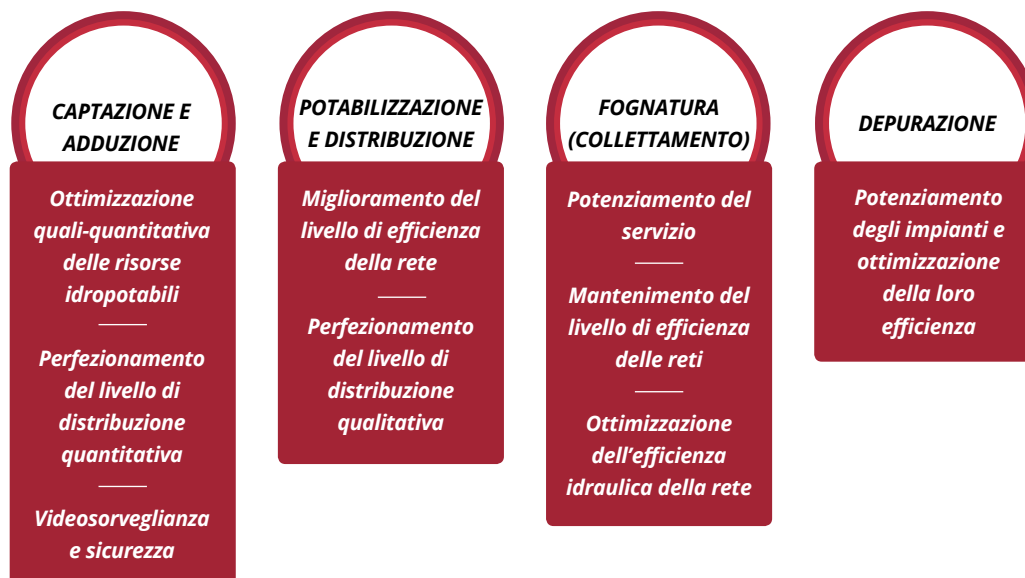 CAPTAZIONE E
ADDUZIONE
Ottimizzazione
quali-quantitativa
delle risorse
idropotabili
Perfezionamento
del livello di
distribuzione
quantitativa
Videosorveglianza
e sicurezza
POTABILIZZAZIONE
E DISTRIBUZIONE
Miglioramento del
livello di efficienza
della rete
Perfezionamento
del livello di
distribuzione
qualitativa
FOGNATURA
(COLLETTAMENTO)
Potenziamento del
servizio
Mantenimento del
livello di efficienza
delle reti
Ottimizzazione
dell’efficienza
idraulica della rete
DEPURAZIONE
Potenziamento
degli impianti e
ottimizzazione
della loro
efficienza